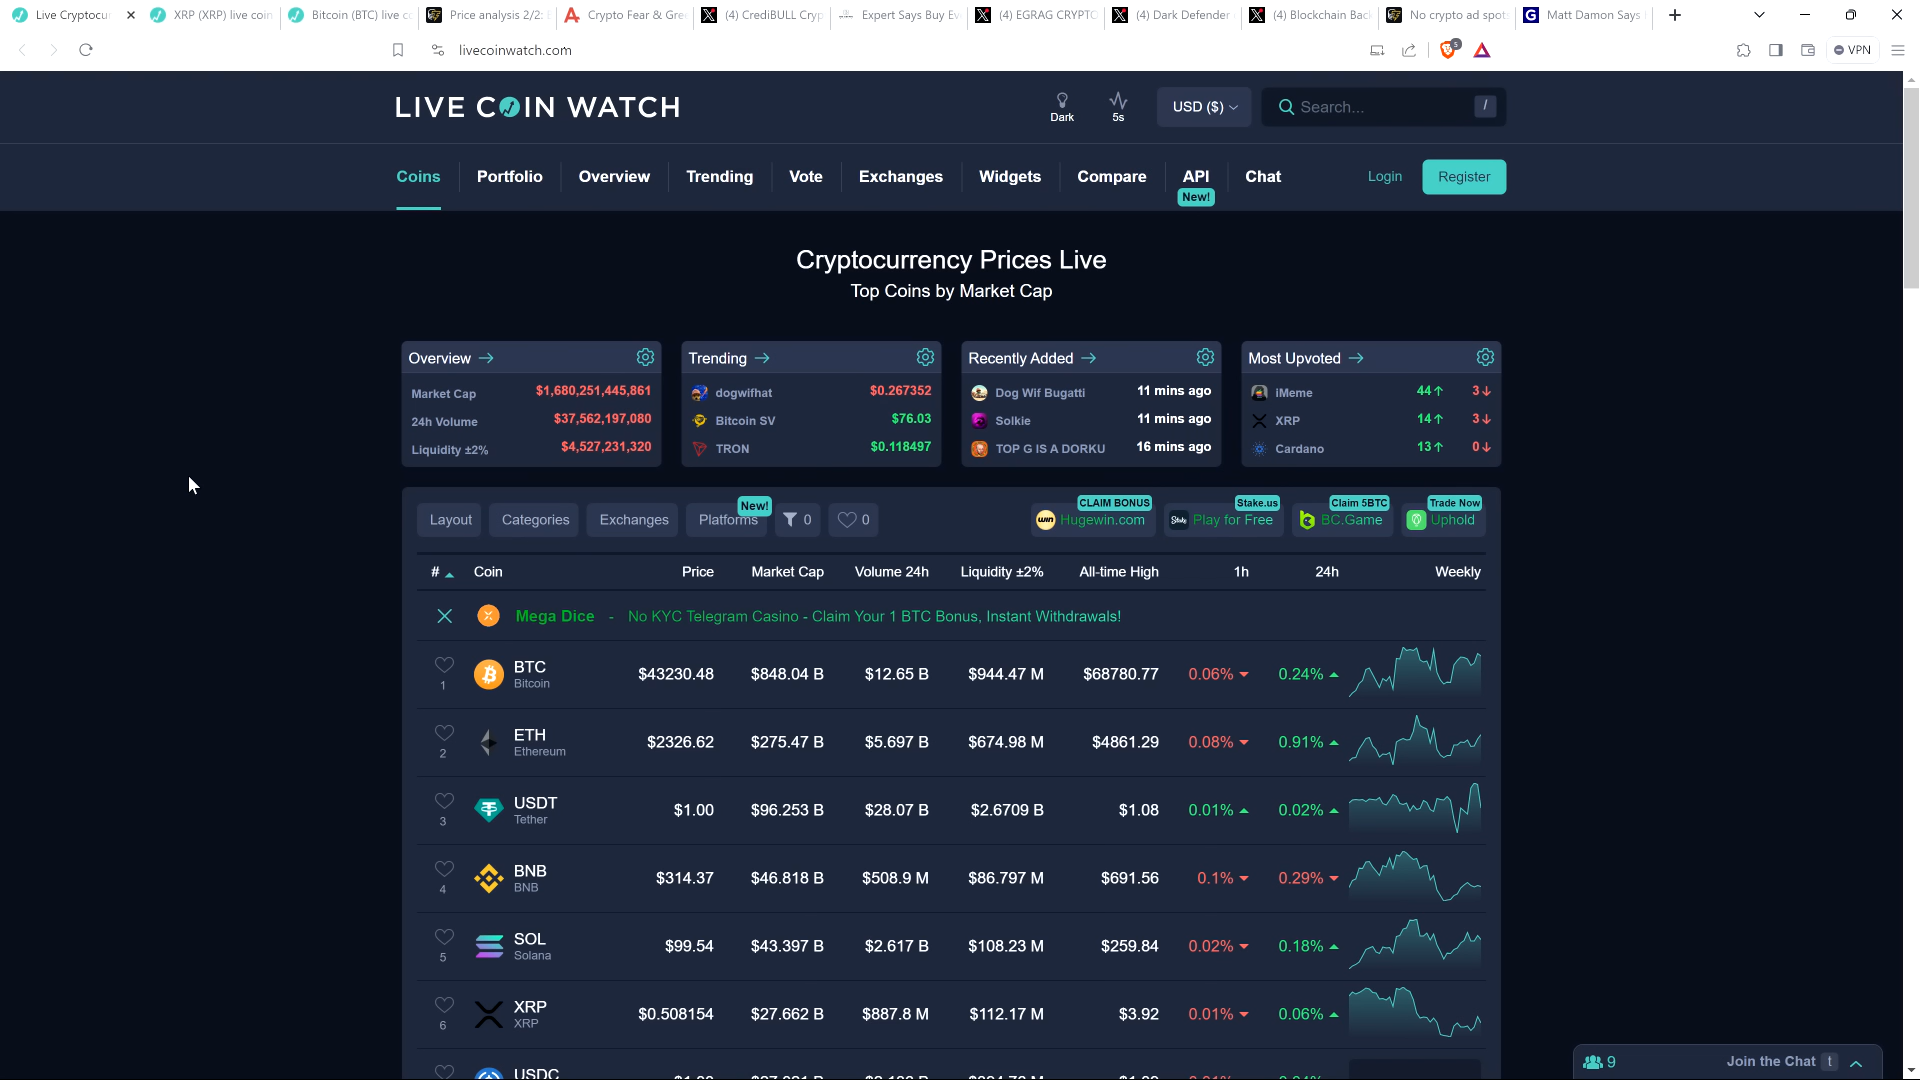 Live Cryptocur
XRP (XRP) live coin
Bitcoin (BTC) live co
Price analysis 2/2:
Crypto Fear & Gre
(4) CrediBULL Cryp
Expert Says Buy Ev
(4) EGRAG CRYPTO
(4) Dark Defender
(4) Blockchain Bac
No crypto ad spots
Matt Damon Says
livecoinwatch.com
VPN
LIVE COIN WATCH
Dark
5s
USD ($)
Search...
/
Coins
Portfolio
Overview
Trending
Vote
Exchanges
Widgets
Compare
API
New!
Chat
Login
Register
Cryptocurrency Prices Live
Top Coins by Market Cap
Overview
Market Cap $1,680,251,445,861
24h Volume $37,562,197,080
Liquidity ±2% $4,527,231,320
Trending
dogwifhat $0.267352
Bitcoin SV $76.03
TRON $0.118497
Recently Added
Dog Wif Bugatti 11 mins ago
Solkie 11 mins ago
TOP G IS A DORKU 16 mins ago
Most Upvoted
iMeme 44 3
XRP 14 3
Cardano 13 0
Layout
Categories
Exchanges
Platforms
New!
0
0
CLAIM BONUS
Hugewin.com
Stake.us
Play for Free
Claim 5BTC
BC.Game
Trade Now
Uphold
# Coin Price Market Cap Volume 24h Liquidity ±2% All-time High 1h 24h Weekly
Mega Dice - No KYC Telegram Casino - Claim Your 1 BTC Bonus, Instant Withdrawals!
BTC $43230.48 $848.04 B $12.65 B $944.47 M $68780.77 0.06% 0.24%
1 Bitcoin
ETH $2326.62 $275.47 B $5.697 B $674.98 M $4861.29 0.08% 0.91%
2 Ethereum
USDT $1.00 $96.253 B $28.07 B $2.6709 B $1.08 0.01% 0.02%
3 Tether
BNB $314.37 $46.818 B $508.9 M $86.797 M $691.56 0.1% 0.29%
4 BNB
SOL $99.54 $43.397 B $2.617 B $108.23 M $259.84 0.02% 0.18%
5 Solana
XRP $0.508154 $27.662 B $887.8 M $112.17 M $3.92 0.01% 0.06%
6 XRP
USDC
9
Join the Chat t